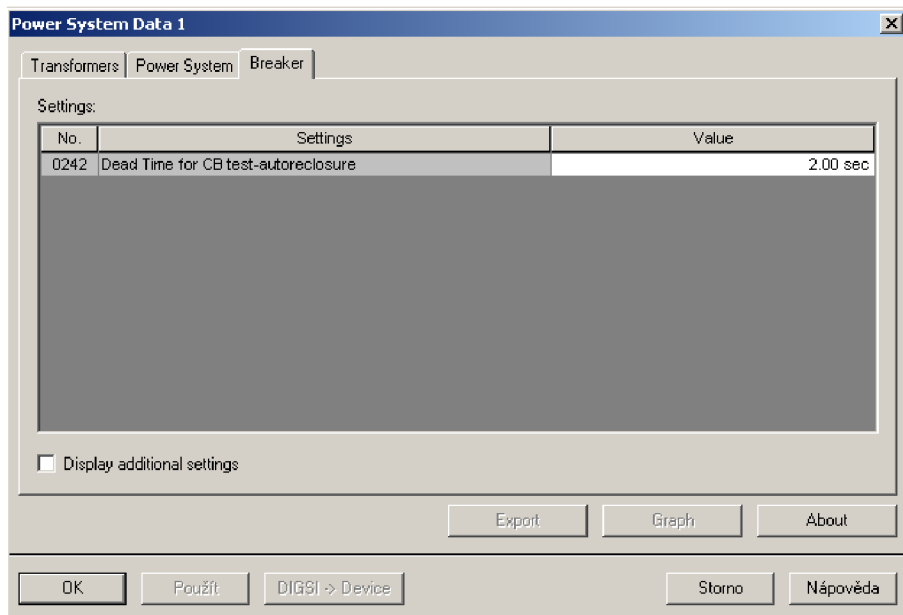 Power System Data 1
Transformers Power System Breaker
Settings:
No. Settings Value
0242 Dead Time for CB test-autoreclosure 2.00 sec
Display additional settings
Export Graph About
OK Použít DIGSI -> Device Storno Nápověda